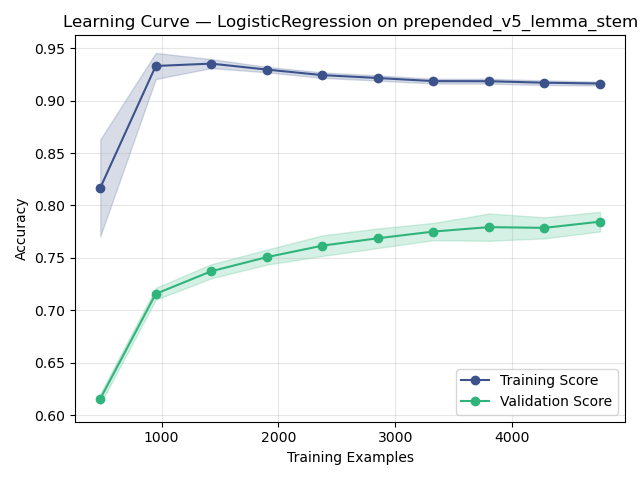 Learning Curve — LogisticRegression on prepended_v5_lemma_stem
0.95
0.90
0.85
0.80
0.75
0.70
0.65
0.60
Accuracy
Training Score
Validation Score
1000
2000
3000
4000
Training Examples